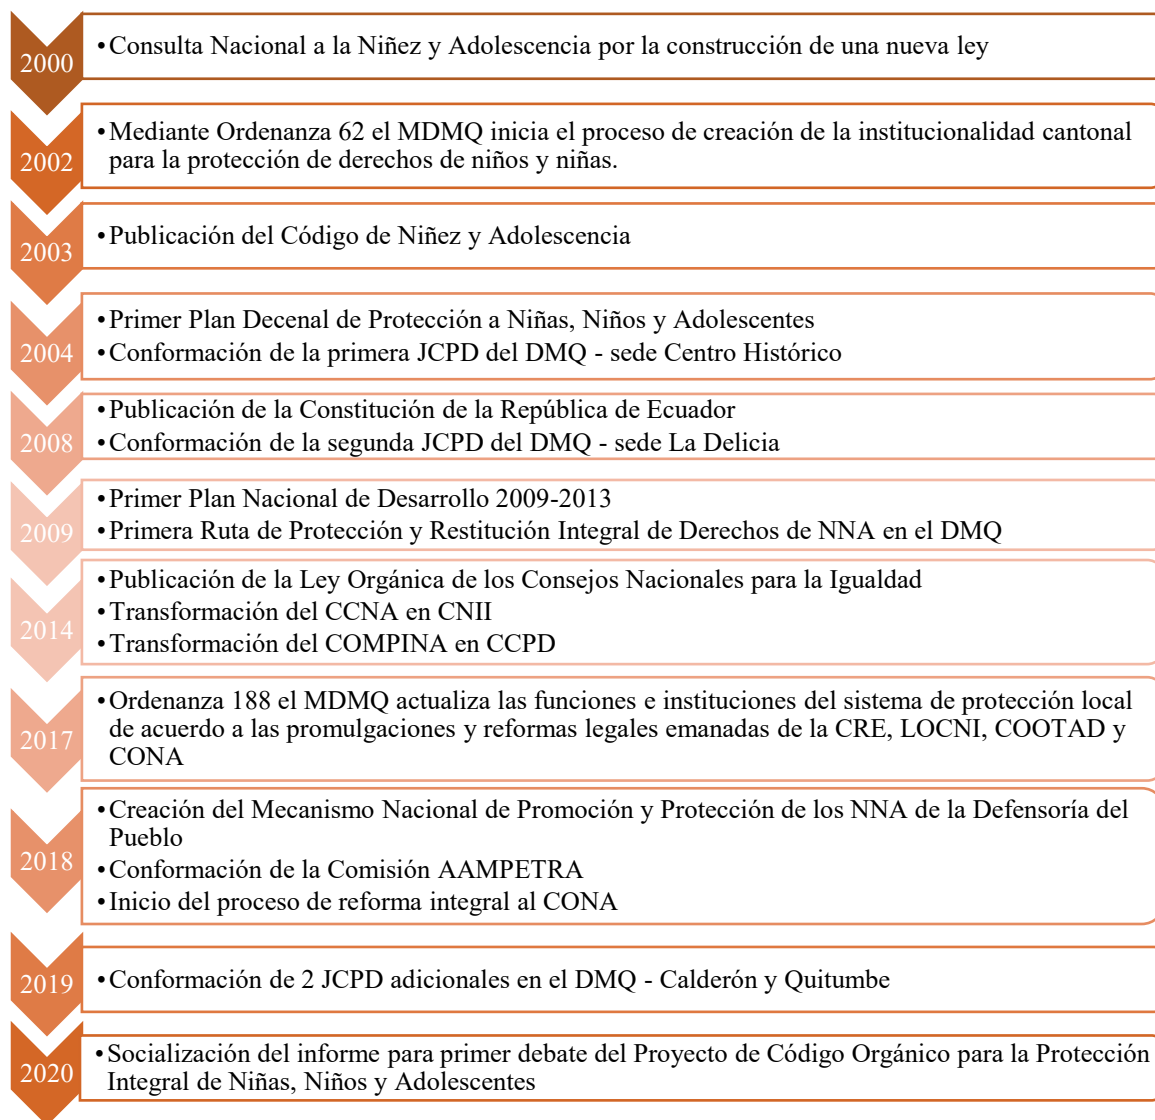 2000
•Consulta Nacional a la Niñez y Adolescencia por la construcción de una nueva ley
2002
•Mediante Ordenanza 62 el MDMQ inicia el proceso de creación de la institucionalidad cantonal
para la protección de derechos de niños y niñas.
2003
•Publicación del Código de Niñez y Adolescencia
2004
•Primer Plan Decenal de Protección a Niñas, Niños y Adolescentes
•Conformación de la primera JCPD del DMQ - sede Centro Histórico
2008
•Publicación de la Constitución de la República de Ecuador
•Conformación de la segunda JCPD del DMQ - sede La Delicia
2009
•Primer Plan Nacional de Desarrollo 2009-2013
•Primera Ruta de Protección y Restitución Integral de Derechos de NNA en el DMQ
2014
•Publicación de la Ley Orgánica de los Consejos Nacionales para la Igualdad
•Transformación del CCNA en CNII
•Transformación del COMPINA en CCPD
2017
•Ordenanza 188 el MDMQ actualiza las funciones e instituciones del sistema de protección local
de acuerdo a las promulgaciones y reformas legales emanadas de la CRE, LOCNI, COOTAD y
CONA
2018
•Creación del Mecanismo Nacional de Promoción y Protección de los NNA de la Defensoría del
Pueblo
•Conformación de la Comisión AAMPETRA
•Inicio del proceso de reforma integral al CONA
2019
•Conformación de 2 JCPD adicionales en el DMQ - Calderón y Quitumbe
2020
•Socialización del informe para primer debate del Proyecto de Código Orgánico para la Protección
Integral de Niñas, Niños y Adolescentes